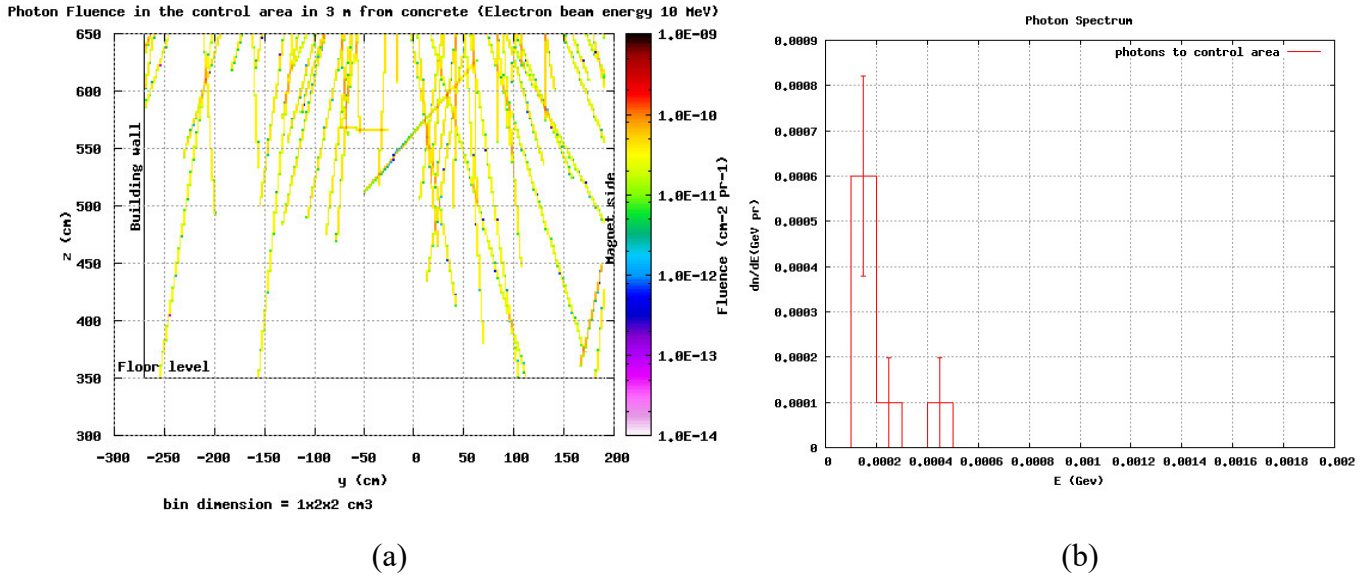 Photon Fluence in the control area in 3 m from concrete (Electron beam energy 10 MeV)
650
600
550
500
450
400
350
300
z (cm)
Building wall
Magnet side
Floor level
-300 -250 -200 -150 -100 -50 0 50 100 150 200
y (cm)
bin dimension = 1x2x2 cm3
1.0E-09
1.0E-10
1.0E-11
1.0E-12
1.0E-13
1.0E-14
Fluence (cm-2 pr-1)
(a)
Photon Spectrum
photons to control area
0.0009
0.0008
0.0007
0.0006
0.0005
0.0004
0.0003
0.0002
0.0001
0
dn/dE(GeV pr)
0 0.0002 0.0004 0.0006 0.0008 0.001 0.0012 0.0014 0.0016 0.0018 0.002
E (Gev)
(b)